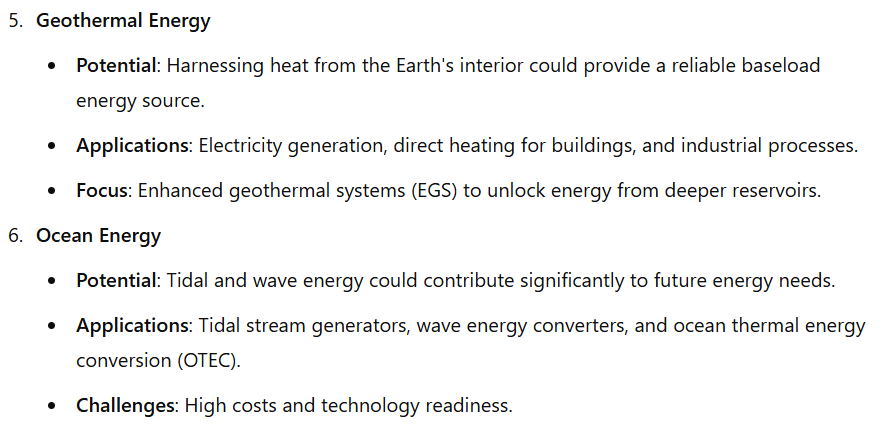 5. Geothermal Energy
• Potential: Harnessing heat from the Earth's interior could provide a reliable baseload
energy source.
• Applications: Electricity generation, direct heating for buildings, and industrial processes.
• Focus: Enhanced geothermal systems (EGS) to unlock energy from deeper reservoirs.
6. Ocean Energy
• Potential: Tidal and wave energy could contribute significantly to future energy needs.
• Applications: Tidal stream generators, wave energy converters, and ocean thermal energy
conversion (OTEC).
• Challenges: High costs and technology readiness.